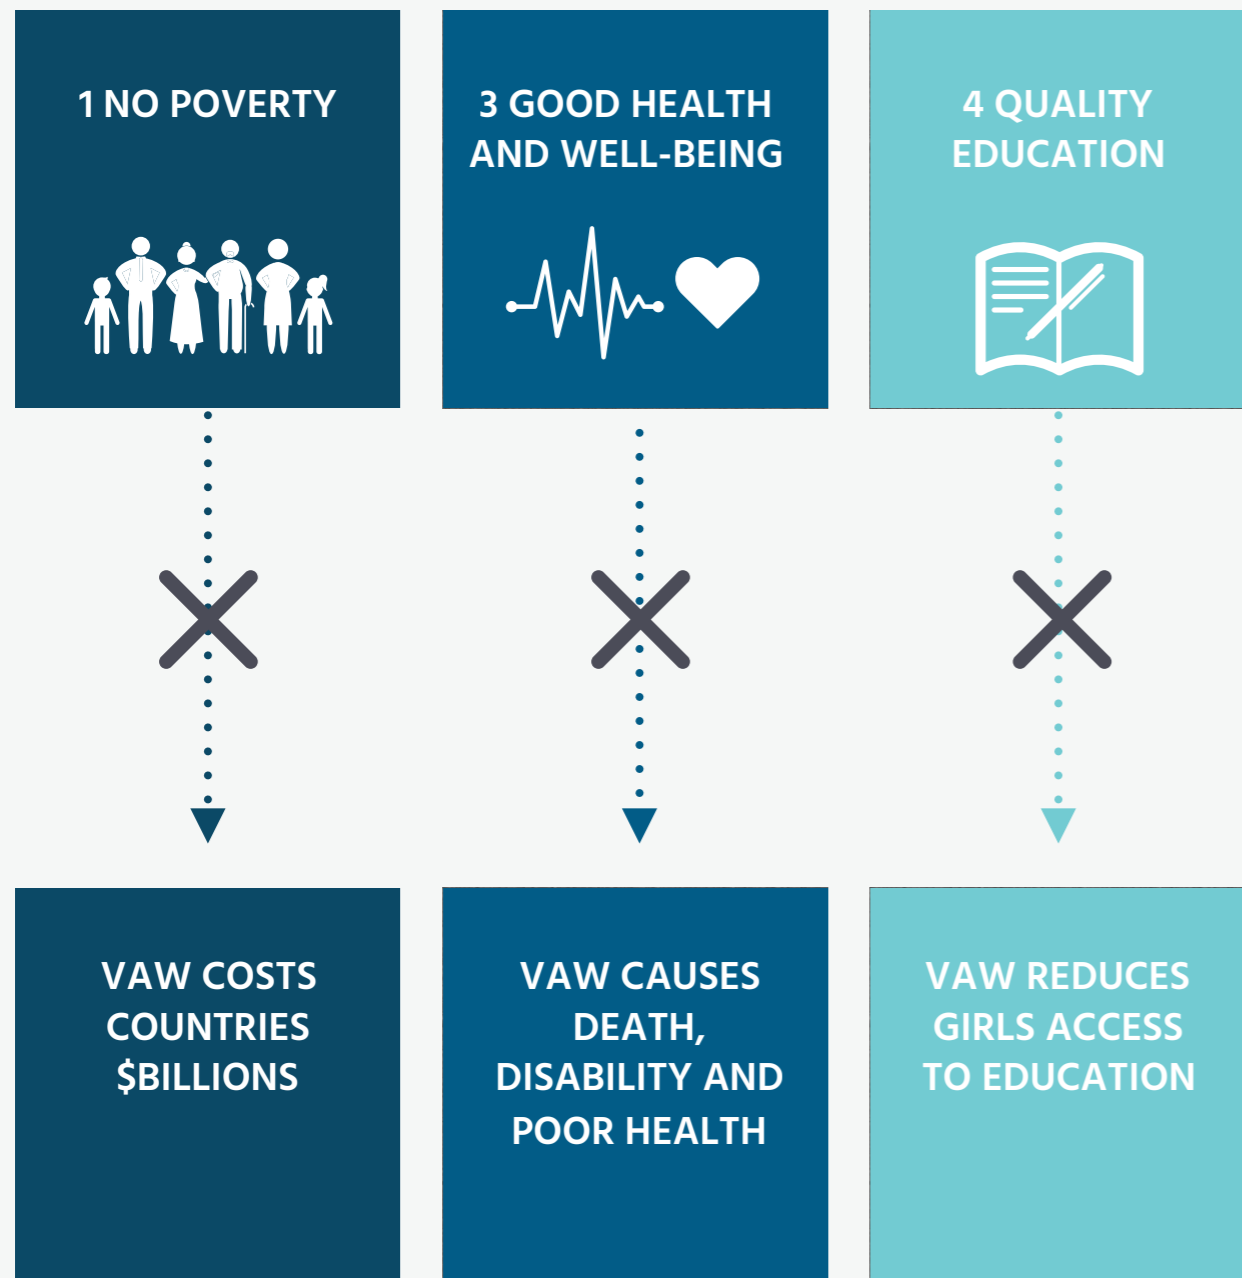 1 NO POVERTY
3 GOOD HEALTH
AND WELL-BEING
4 QUALITY
EDUCATION
VAW COSTS
COUNTRIES
$BILLIONS
VAW CAUSES
DEATH,
DISABILITY AND
POOR HEALTH
VAW REDUCES
GIRLS ACCESS
TO EDUCATION